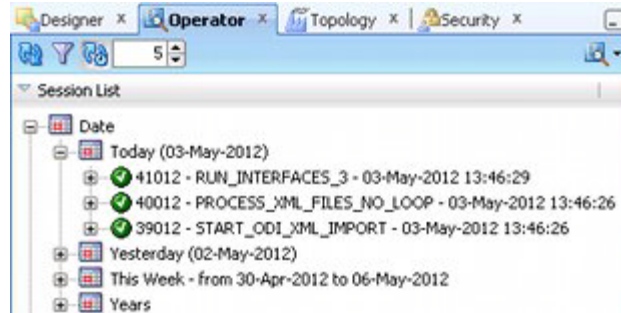 Designer x Operator x Topology x Security x
5
Session List
Date
Today (03-May-2012)
41012 - RUN_INTERFACES_3 - 03-May-2012 13:46:29
40012 - PROCESS_XML_FILES_NO_LOOP - 03-May-2012 13:46:26
39012 - START_ODI_XML_IMPORT - 03-May-2012 13:46:26
Yesterday (02-May-2012)
This Week - from 30-Apr-2012 to 06-May-2012
Years